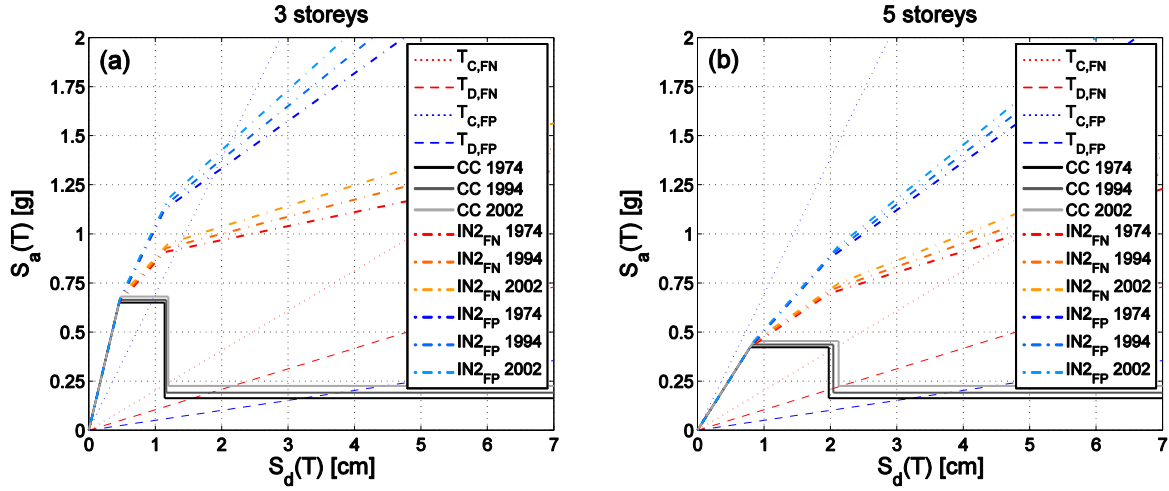 3 storeys
(a)
2
1.75
1.5
1.25
1
0.75
0.5
0.25
0
S_a(T) [g]
0 1 2 3 4 5 6 7
S_d(T) [cm]
T_C,FN
T_D,FN
T_C,FP
T_D,FP
CC 1974
CC 1994
CC 2002
IN2_FN 1974
IN2_FN 1994
IN2_FN 2002
IN2_FP 1974
IN2_FP 1994
IN2_FP 2002
5 storeys
(b)
2
1.75
1.5
1.25
1
0.75
0.5
0.25
0
S_a(T) [g]
0 1 2 3 4 5 6 7
S_d(T) [cm]
T_C,FN
T_D,FN
T_C,FP
T_D,FP
CC 1974
CC 1994
CC 2002
IN2_FN 1974
IN2_FN 1994
IN2_FN 2002
IN2_FP 1974
IN2_FP 1994
IN2_FP 2002